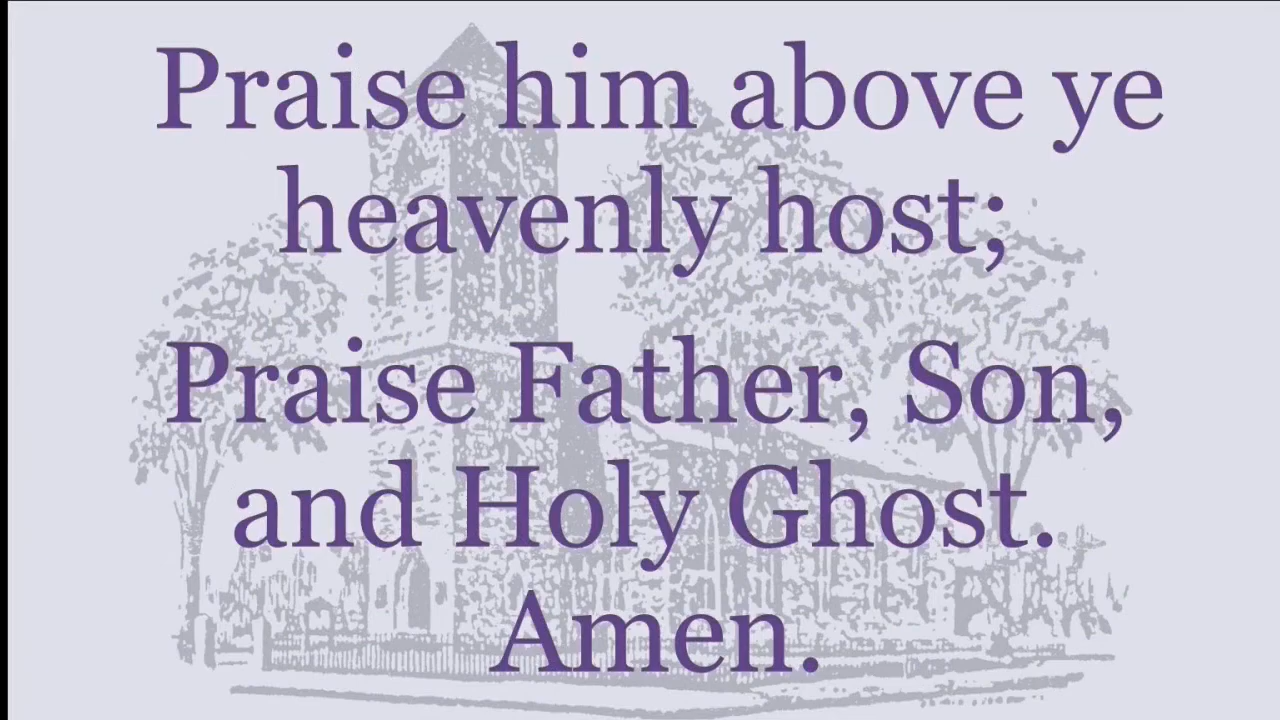 Praise him above ye
heavenly host;
Praise Father, Son,
and Holy Ghost.
Amen.